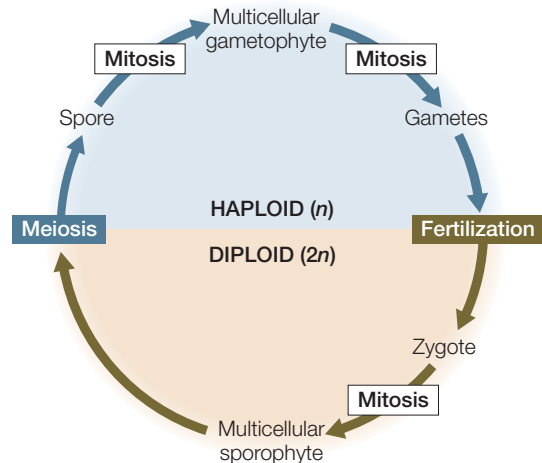 Multicellular
gametophyte
Mitosis
Mitosis
Spore
Gametes
HAPLOID (n)
Meiosis
Fertilization
DIPLOID (2n)
Zygote
Mitosis
Multicellular
sporophyte